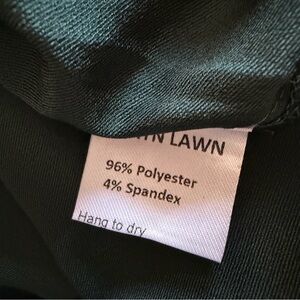 LAWN
96% Polyester
4% Spandex
Hang to dry